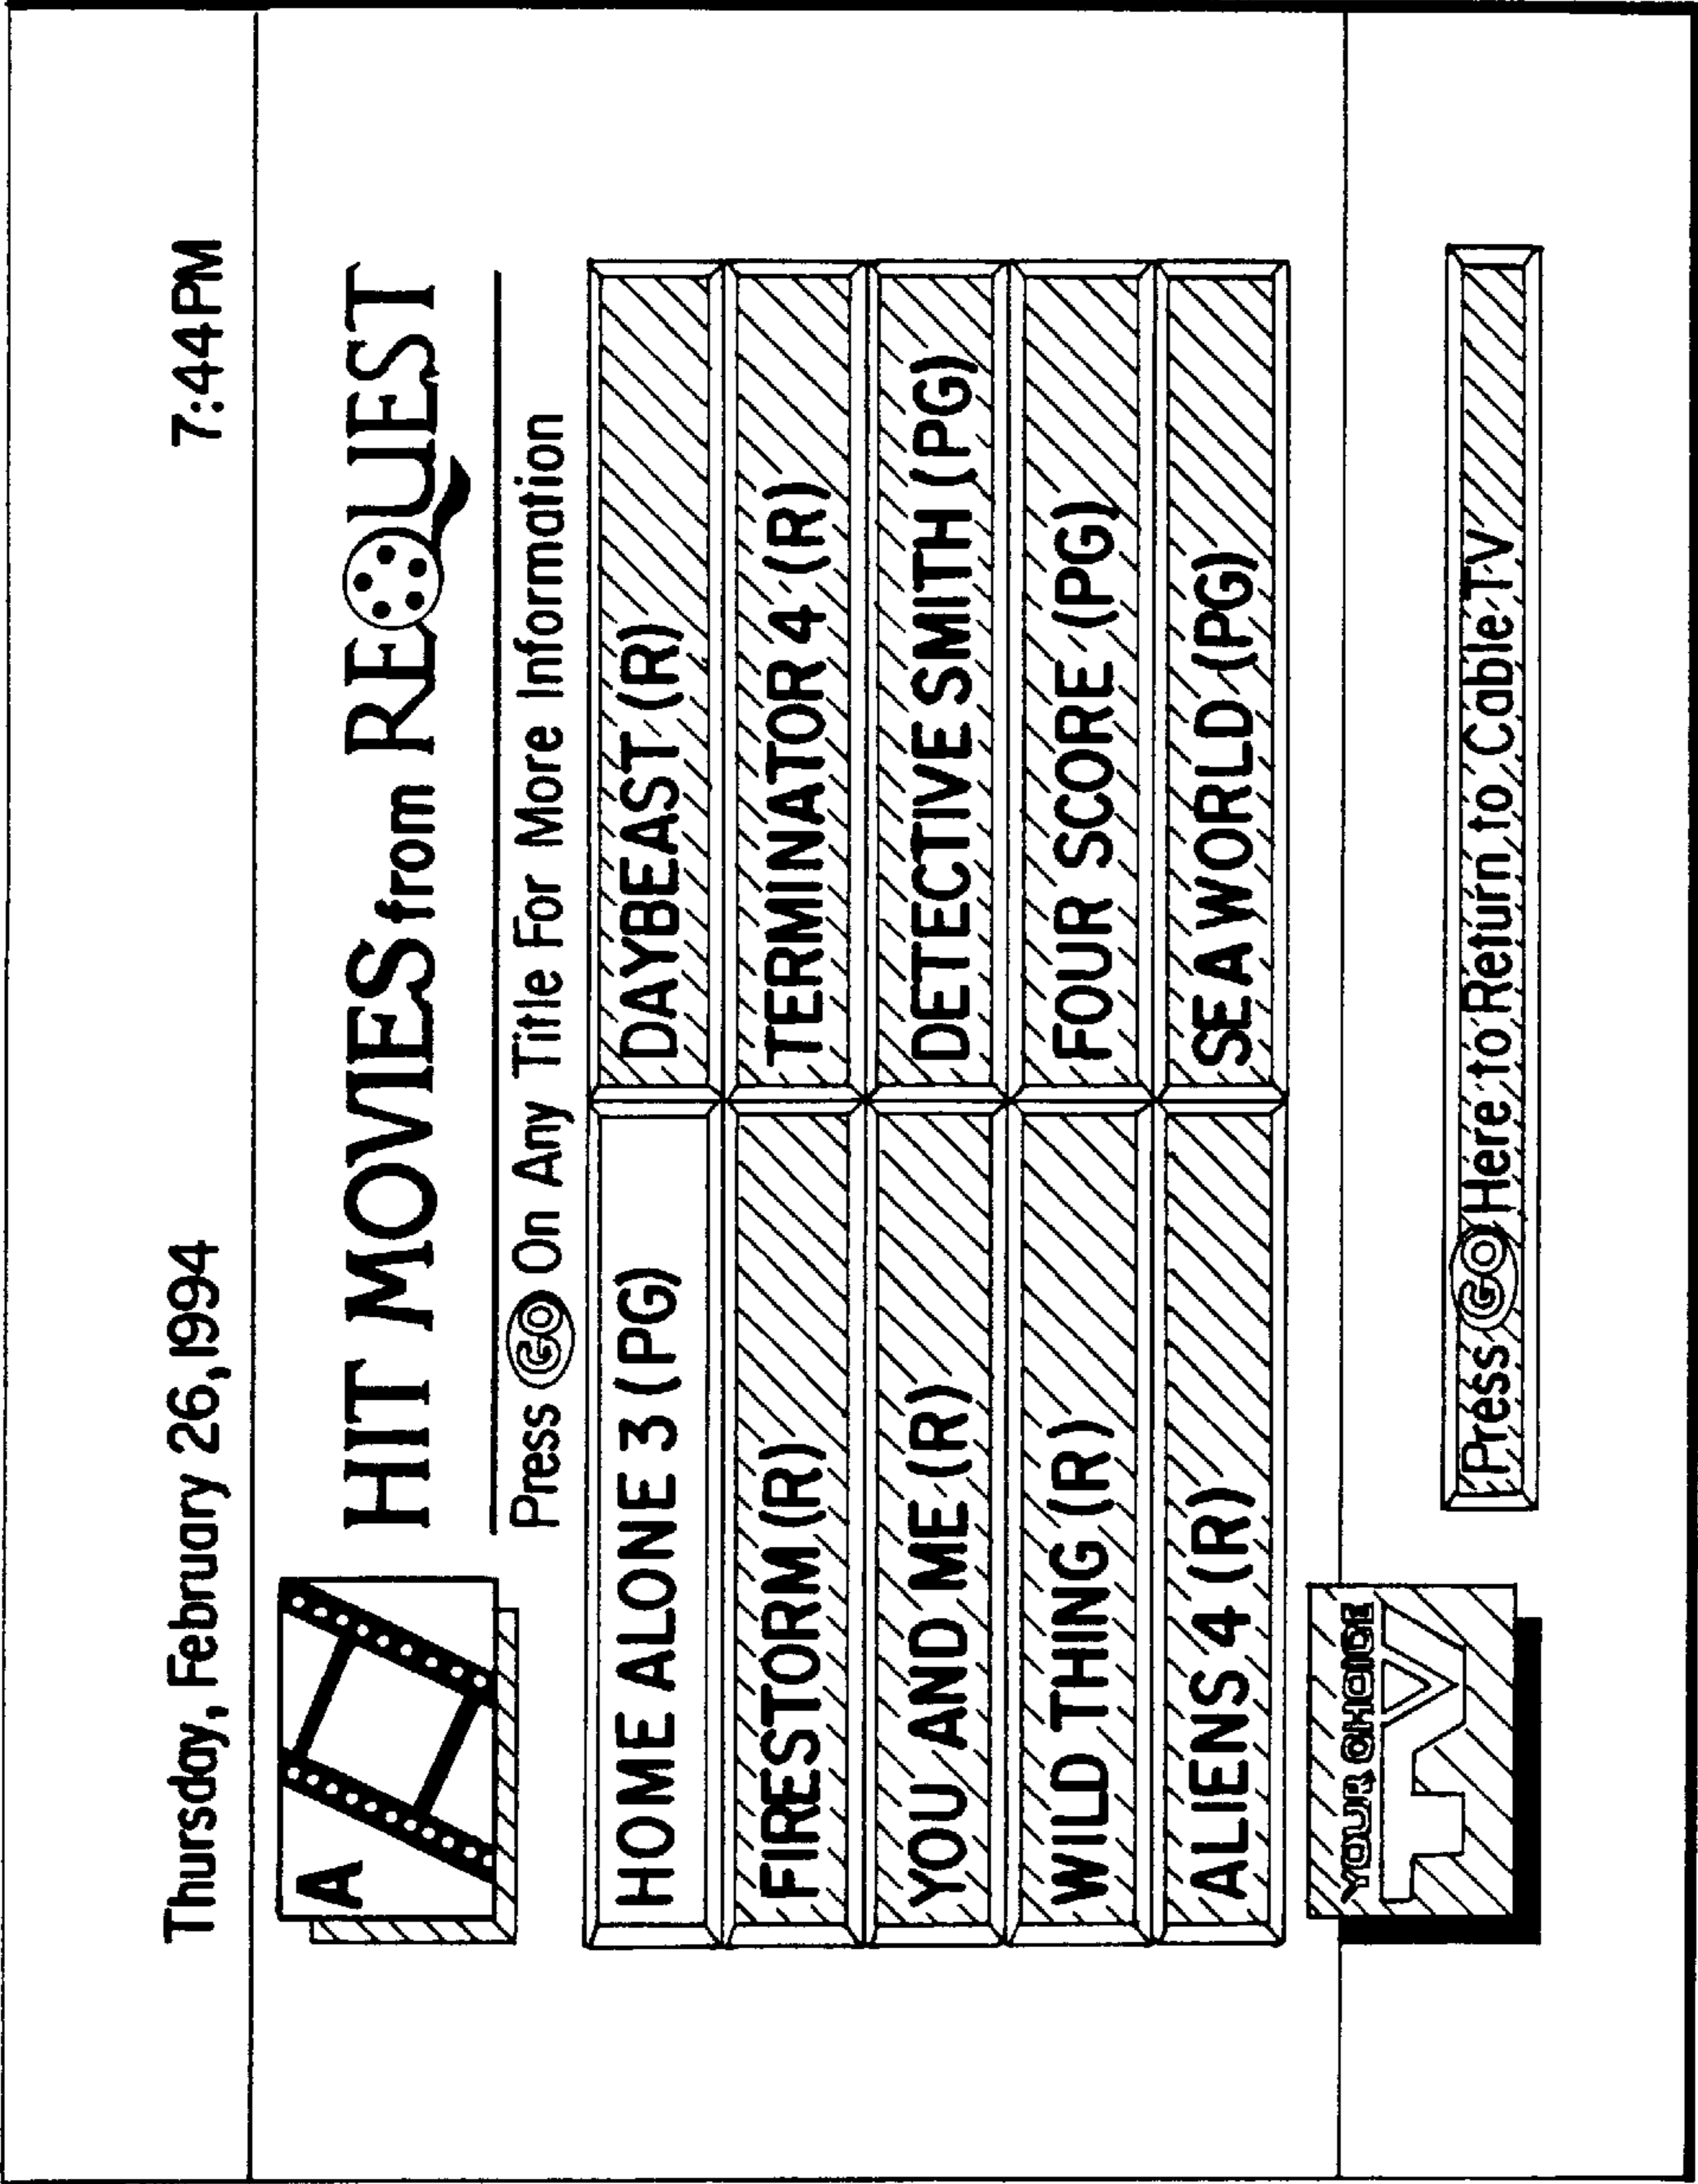 Thursday, February 26, 1994 7:44PM
A
HIT MOVIES from REQUEST
Press GO On Any Title For More Information
HOME ALONE 3 (PG) DAYBEAST (R)
FIRESTORM (R) TERMINATOR 4 (R)
YOU AND ME (R) DETECTIVE SMITH (PG)
WILD THING (R) FOUR SCORE (PG)
ALIENS 4 (R) SEAWORLD (PG)
YOUR CHOICE
TV
Press GO Here to Return to Cable TV